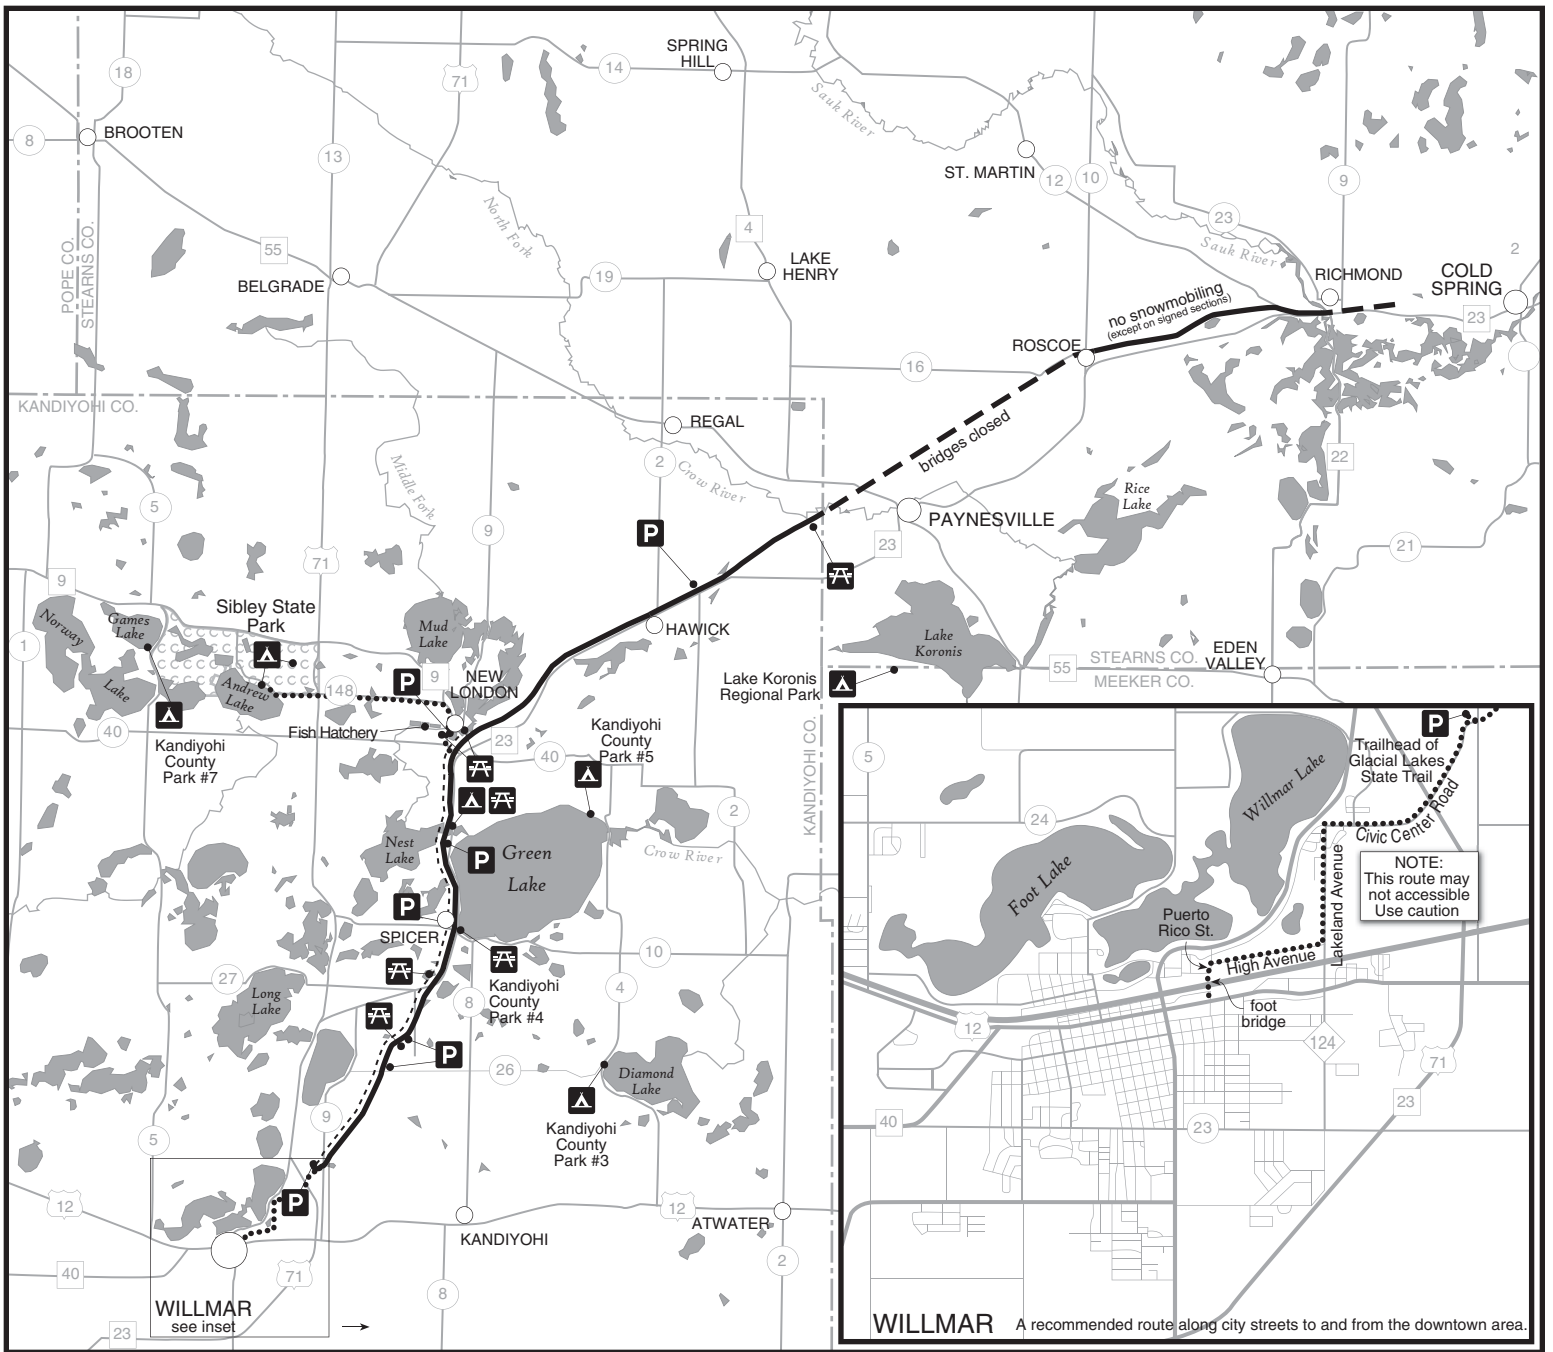 SPRING
HILL
18
14
71
Sauk River
8
BROOTEN
13
ST. MARTIN
12
10
9
North Fork
23
Sauk River
POPE CO.
STEARNS CO.
55
4
LAKE
HENRY
2
BELGRADE
19
RICHMOND
COLD
SPRING
no snowmobiling
(except on signed sections)
23
ROSCOE
16
KANDIYOHI CO.
REGAL
bridges closed
2
Crow River
22
Middle Fork
5
Rice
Lake
9
PAYNESVILLE
P
23
21
71
9
Sibley State
Park
Norway
Lake
Games
Lake
Mud
Lake
HAWICK
Lake
Koronis
1
EDEN
VALLEY
55
STEARNS CO.
MEEKER CO.
Andrew
Lake
148
P
9
NEW
LONDON
Lake Koronis
Regional Park
Fish Hatchery
40
Kandiyohi
County
Park #7
23
40
Kandiyohi
County
Park #5
KANDIYOHI CO.
2
Nest
Lake
P
Green
Lake
Crow River
P
SPICER
10
27
Kandiyohi
County
Park #4
8
4
Long
Lake
P
26
Diamond
Lake
9
Kandiyohi
County
Park #3
5
12
P
12
ATWATER
KANDIYOHI
40
71
2
8
WILLMAR
see inset
23
5
P
Trailhead of
Glacial Lakes
State Trail
Willmar Lake
24
Civic Center Road
Foot Lake
NOTE:
This route may
not accessible
Use caution
Lakeland Avenue
Puerto
Rico St.
High Avenue
foot
bridge
12
124
71
23
40
23
WILLMAR
A recommended route along city streets to and from the downtown area.